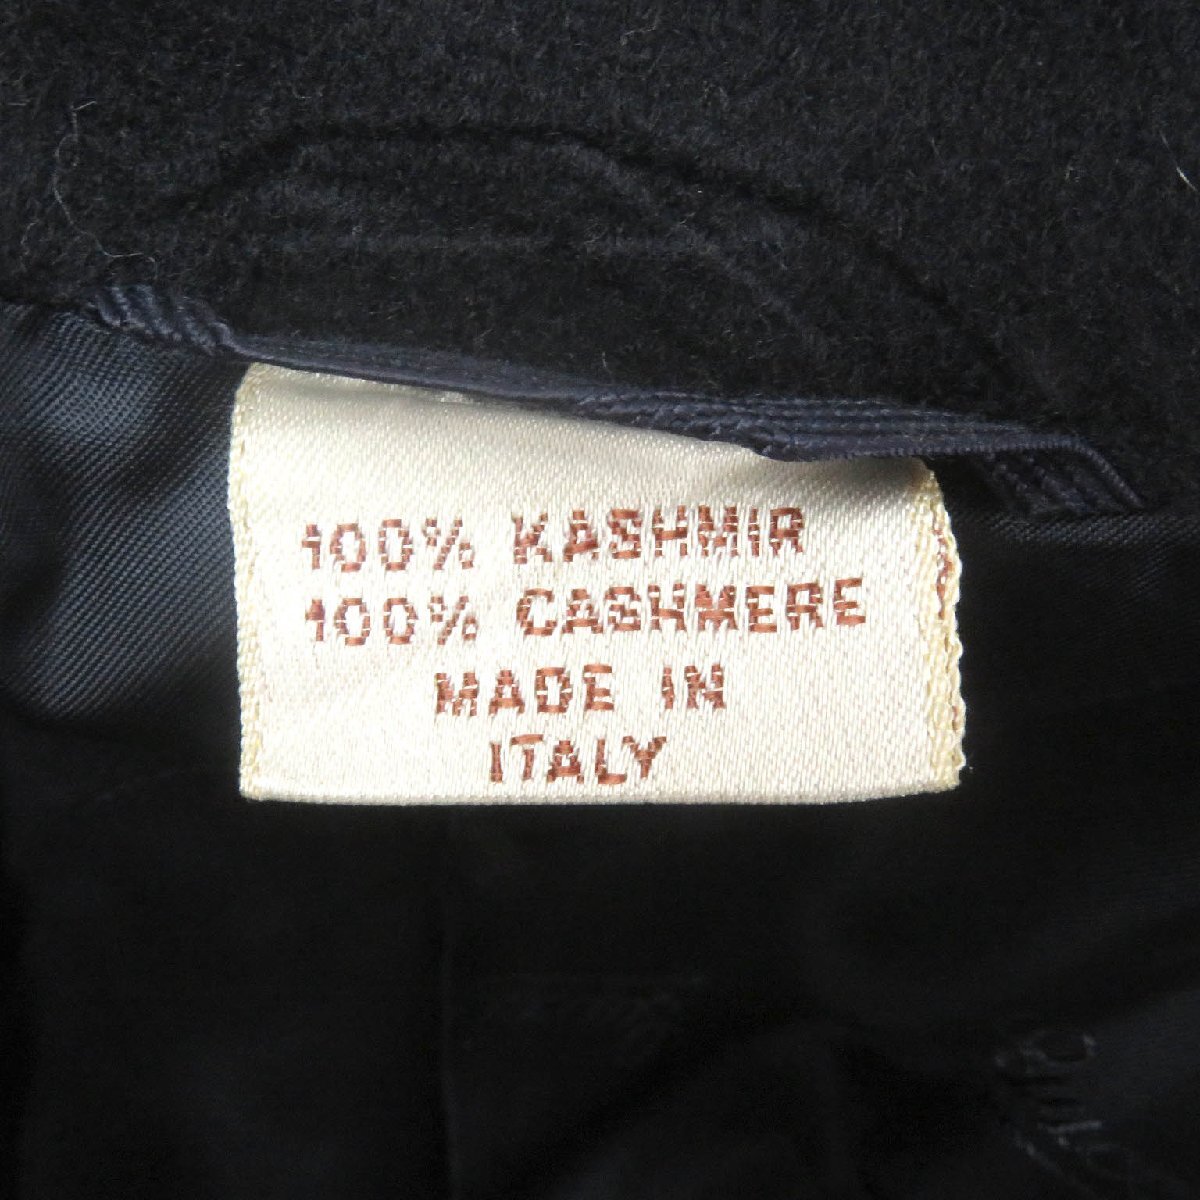 100% KASHMIR
100% CASHMERE
MADE IN
ITALY